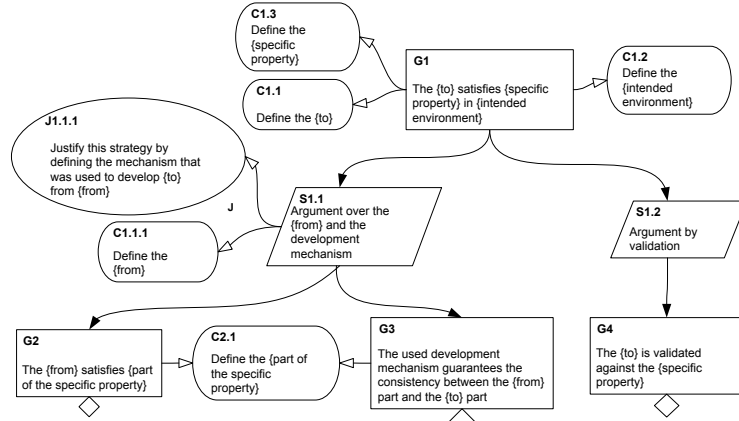 C1.3
Define the
{specific
property}
G1
The {to} satisfies {specific
property} in {intended
environment}
C1.2
Define the
{intended
environment}
C1.1
Define the {to}
J1.1.1
Justify this strategy by
defining the mechanism that
was used to develop {to}
from {from}
J
S1.1
Argument over the
{from} and the
development
mechanism
S1.2
Argument by
validation
C1.1.1
Define the
{from}
G2
The {from} satisfies {part
of the specific property}
C2.1
Define the {part of
the specific
property}
G3
The used development
mechanism guarantees the
consistency between the {from}
part and the {to} part
G4
The {to} is validated
against the {specific
property}